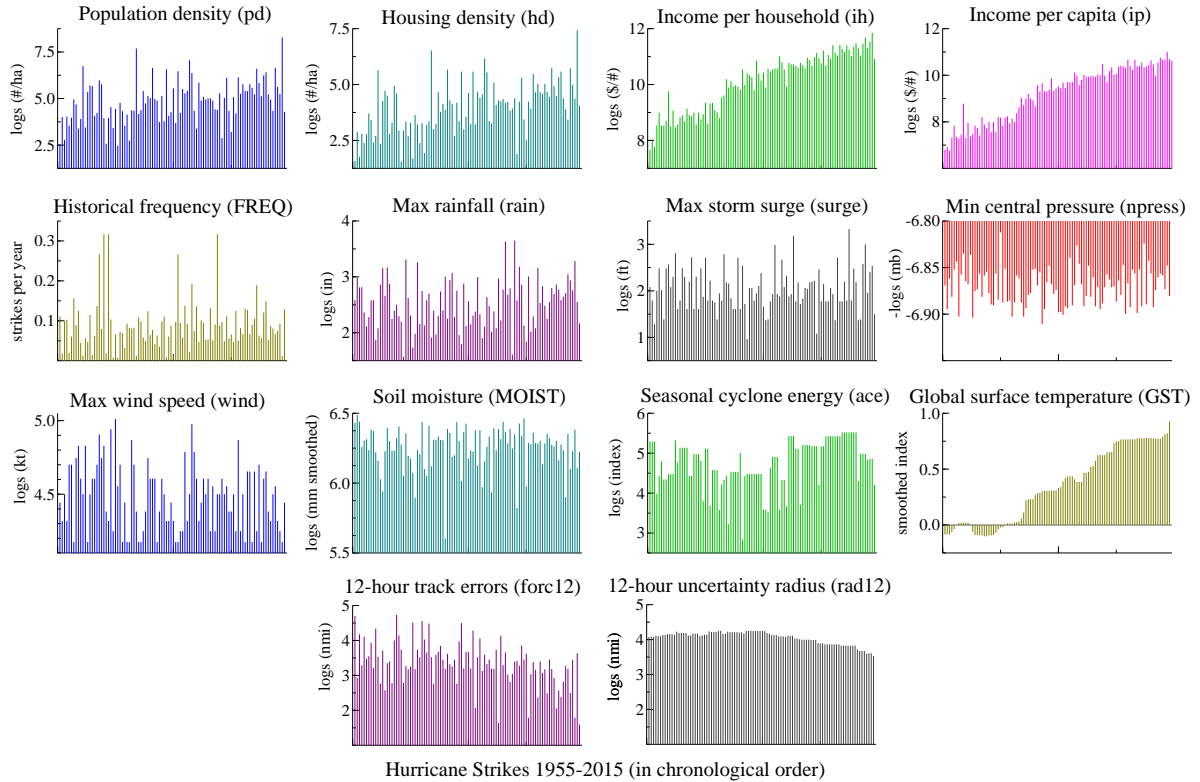 Population density (pd)
Housing density (hd)
Income per household (ih)
Income per capita (ip)
logs (#/ha)
7.5
5.0
2.5
logs (#/ha)
7.5
5.0
2.5
logs ($/#)
12
10
8
logs ($/#)
12
10
8
Historical frequency (FREQ)
Max rainfall (rain)
Max storm surge (surge)
Min central pressure (npress)
strikes per year
0.3
0.2
0.1
logs (in)
4
3
2
logs (ft)
3
2
1
-logs (mb)
-6.80
-6.85
-6.90
Max wind speed (wind)
Soil moisture (MOIST)
Seasonal cyclone energy (ace)
Global surface temperature (GST)
logs (kt)
5.0
4.5
logs (mm smoothed)
6.5
6.0
5.5
logs (index)
6
5
4
3
smoothed index
1.0
0.5
0.0
12-hour track errors (forc12)
12-hour uncertainty radius (rad12)
logs (nmi)
5
4
3
2
logs (nmi)
5
4
3
2
Hurricane Strikes 1955-2015 (in chronological order)